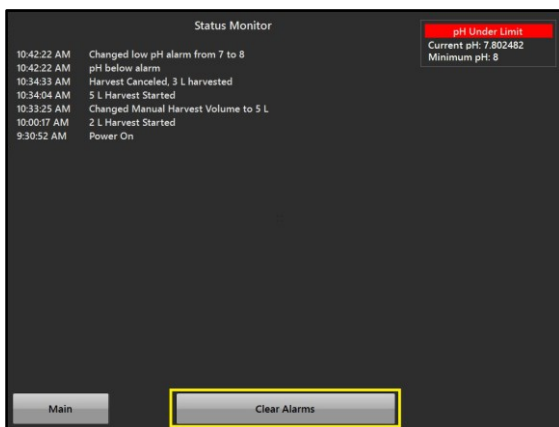 Status Monitor
pH Under Limit
Current pH: 7.802482
Minimum pH: 8
10:42:22 AM Changed low pH alarm from 7 to 8
10:42:22 AM pH below alarm
10:34:33 AM Harvest Canceled, 3 L harvested
10:34:04 AM 5 L Harvest Started
10:33:25 AM Changed Manual Harvest Volume to 5 L
10:00:17 AM 2 L Harvest Started
9:30:52 AM Power On
Main
Clear Alarms